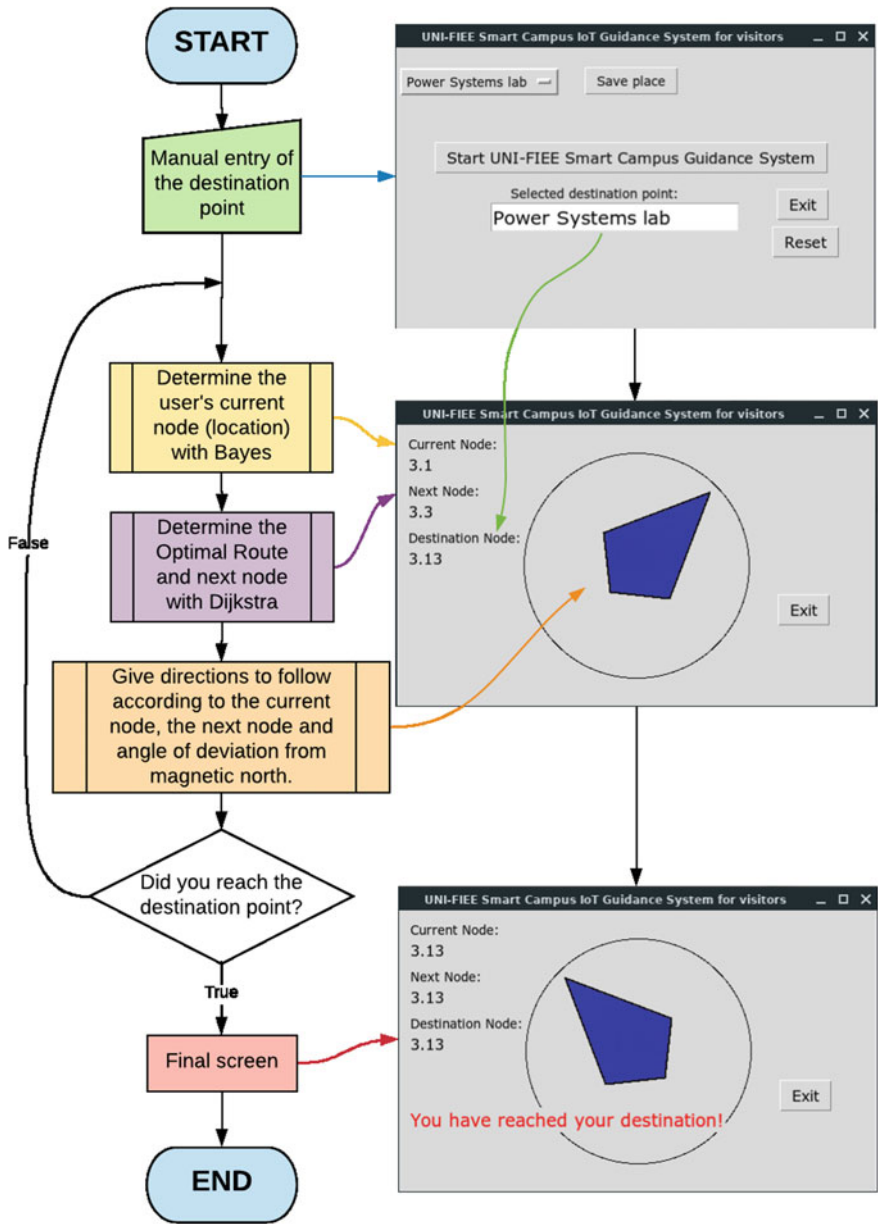 START
Manual entry of
the destination
point
Determine the
user's current
node (location)
with Bayes
Determine the
Optimal Route
and next node
with Dijkstra
Give directions to follow
according to the current
node, the next node and
angle of deviation from
magnetic north.
Did you reach the
destination point?
False
True
Final screen
END
UNI-FIEE Smart Campus IoT Guidance System for visitors
Power Systems lab
Save place
Start UNI-FIEE Smart Campus Guidance System
Selected destination point:
Power Systems lab
Exit
Reset
UNI-FIEE Smart Campus IoT Guidance System for visitors
Current Node:
3.1
Next Node:
3.3
Destination Node:
3.13
Exit
UNI-FIEE Smart Campus IoT Guidance System for visitors
Current Node:
3.13
Next Node:
3.13
Destination Node:
3.13
Exit
You have reached your destination!